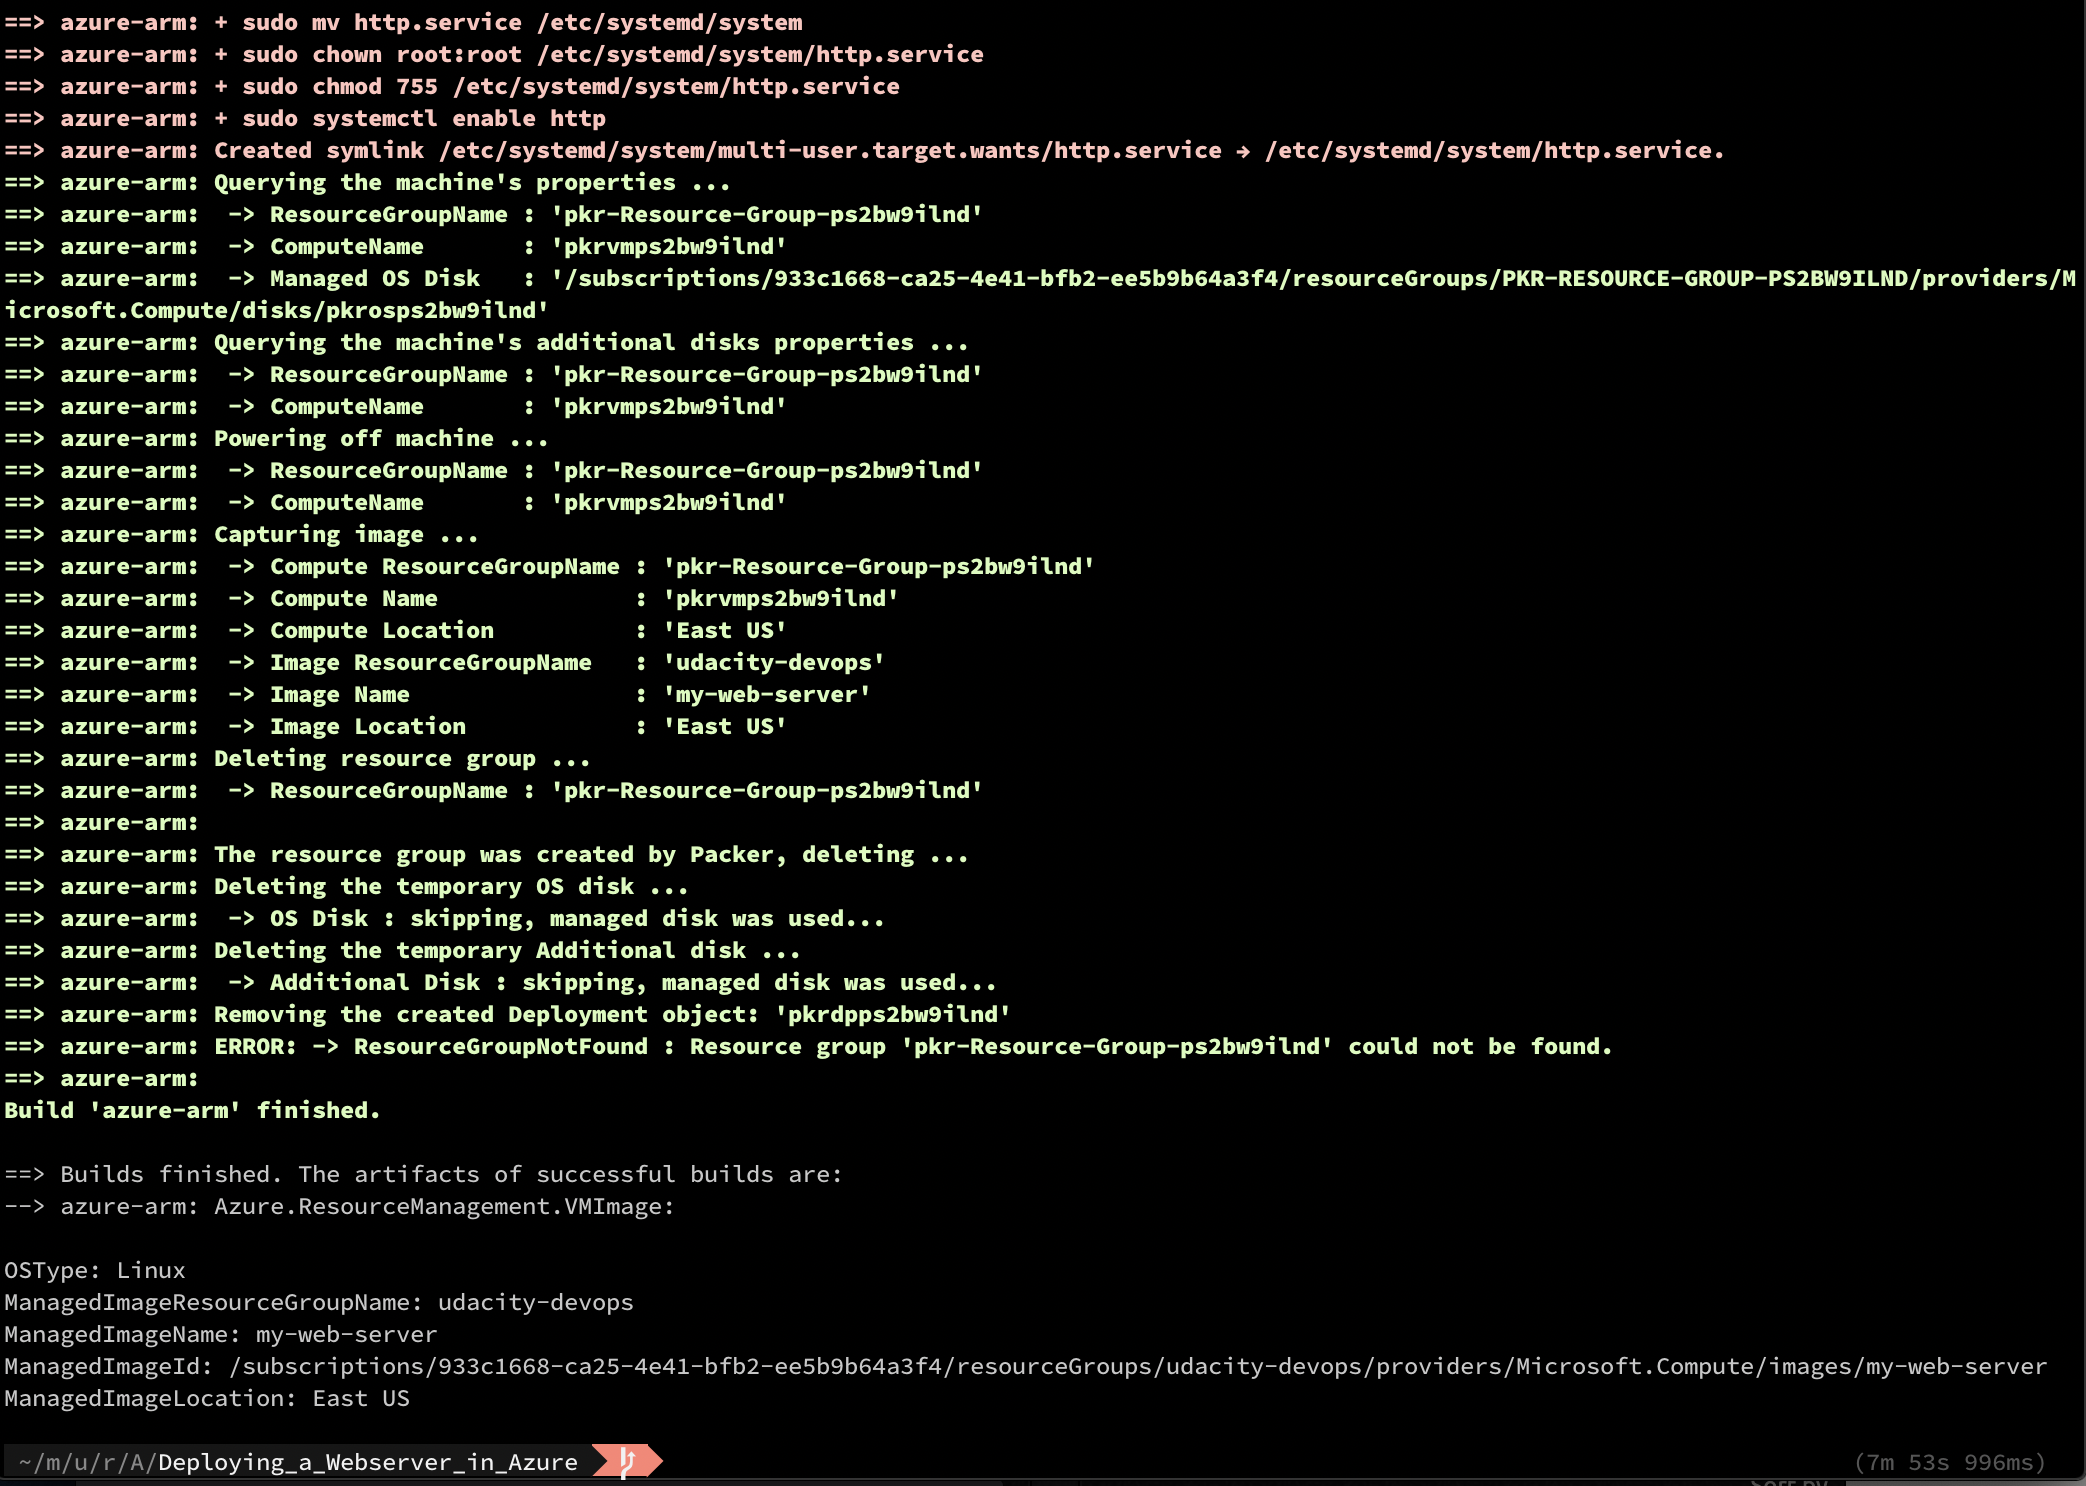 ==> azure-arm: + sudo mv http.service /etc/systemd/system
==> azure-arm: + sudo chown root:root /etc/systemd/system/http.service
==> azure-arm: + sudo chmod 755 /etc/systemd/system/http.service
==> azure-arm: + sudo systemctl enable http
==> azure-arm: Created symlink /etc/systemd/system/multi-user.target.wants/http.service → /etc/systemd/system/http.service.
==> azure-arm: Querying the machine's properties ...
==> azure-arm:  -> ResourceGroupName : 'pkr-Resource-Group-ps2bw9ilnd'
==> azure-arm:  -> ComputeName       : 'pkrvmps2bw9ilnd'
==> azure-arm:  -> Managed OS Disk   : '/subscriptions/933c1668-ca25-4e41-bfb2-ee5b9b64a3f4/resourceGroups/PKR-RESOURCE-GROUP-PS2BW9ILND/providers/M
icrosoft.Compute/disks/pkrosps2bw9ilnd'
==> azure-arm: Querying the machine's additional disks properties ...
==> azure-arm:  -> ResourceGroupName : 'pkr-Resource-Group-ps2bw9ilnd'
==> azure-arm:  -> ComputeName       : 'pkrvmps2bw9ilnd'
==> azure-arm: Powering off machine ...
==> azure-arm:  -> ResourceGroupName : 'pkr-Resource-Group-ps2bw9ilnd'
==> azure-arm:  -> ComputeName       : 'pkrvmps2bw9ilnd'
==> azure-arm: Capturing image ...
==> azure-arm:  -> Compute ResourceGroupName : 'pkr-Resource-Group-ps2bw9ilnd'
==> azure-arm:  -> Compute Name              : 'pkrvmps2bw9ilnd'
==> azure-arm:  -> Compute Location          : 'East US'
==> azure-arm:  -> Image ResourceGroupName   : 'udacity-devops'
==> azure-arm:  -> Image Name                : 'my-web-server'
==> azure-arm:  -> Image Location            : 'East US'
==> azure-arm: Deleting resource group ...
==> azure-arm:  -> ResourceGroupName : 'pkr-Resource-Group-ps2bw9ilnd'
==> azure-arm:
==> azure-arm: The resource group was created by Packer, deleting ...
==> azure-arm: Deleting the temporary OS disk ...
==> azure-arm:  -> OS Disk : skipping, managed disk was used...
==> azure-arm: Deleting the temporary Additional disk ...
==> azure-arm:  -> Additional Disk : skipping, managed disk was used...
==> azure-arm: Removing the created Deployment object: 'pkrdpps2bw9ilnd'
==> azure-arm: ERROR: -> ResourceGroupNotFound : Resource group 'pkr-Resource-Group-ps2bw9ilnd' could not be found.
==> azure-arm:
Build 'azure-arm' finished.
==> Builds finished. The artifacts of successful builds are:
--> azure-arm: Azure.ResourceManagement.VMImage:
OSType: Linux
ManagedImageResourceGroupName: udacity-devops
ManagedImageName: my-web-server
ManagedImageId: /subscriptions/933c1668-ca25-4e41-bfb2-ee5b9b64a3f4/resourceGroups/udacity-devops/providers/Microsoft.Compute/images/my-web-server
ManagedImageLocation: East US
~/m/u/r/A/Deploying_a_Webserver_in_Azure (7m 53s 996ms)